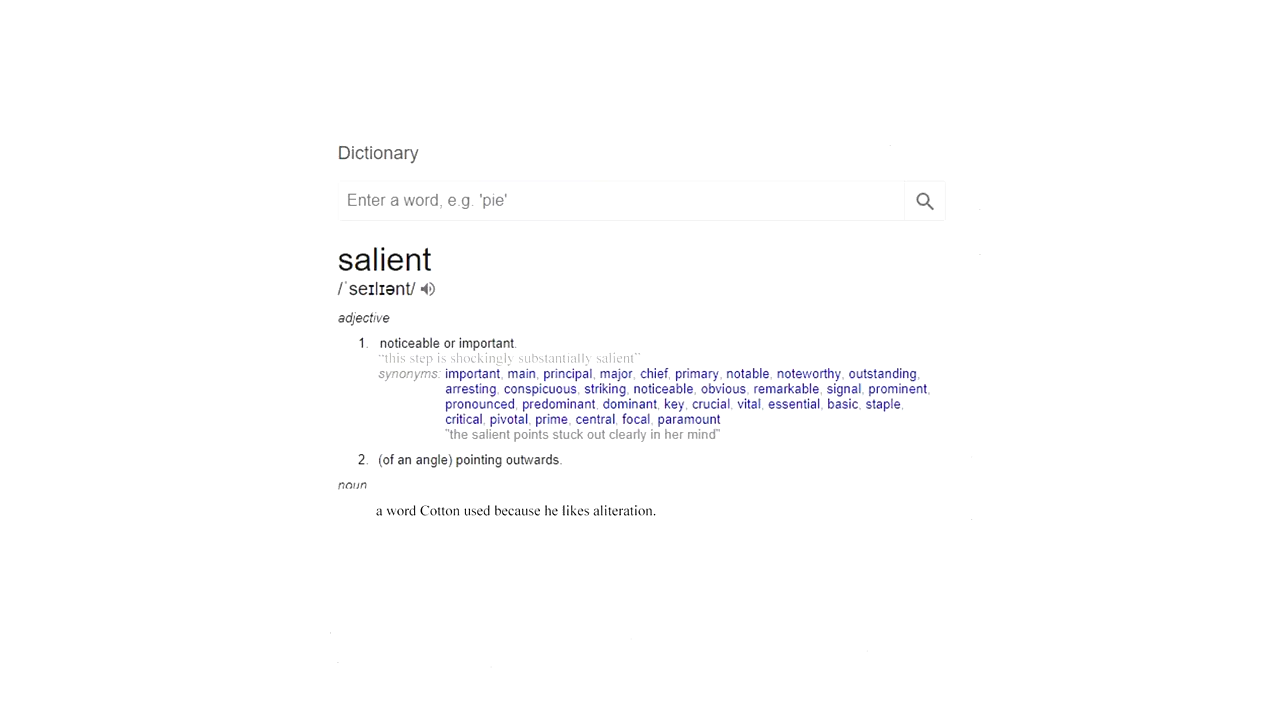 Dictionary
Enter a word, e.g. 'pie'
salient
/ˈseɪlɪənt/
adjective
1. noticeable or important.
"this step is shockingly substantially salient"
synonyms: important, main, principal, major, chief, primary, notable, noteworthy, outstanding,
arresting, conspicuous, striking, noticeable, obvious, remarkable, signal, prominent,
pronounced, predominant, dominant, key, crucial, vital, essential, basic, staple,
critical, pivotal, prime, central, focal, paramount
"the salient points stuck out clearly in her mind"
2. (of an angle) pointing outwards.
noun
a word Cotton used because he likes aliteration.